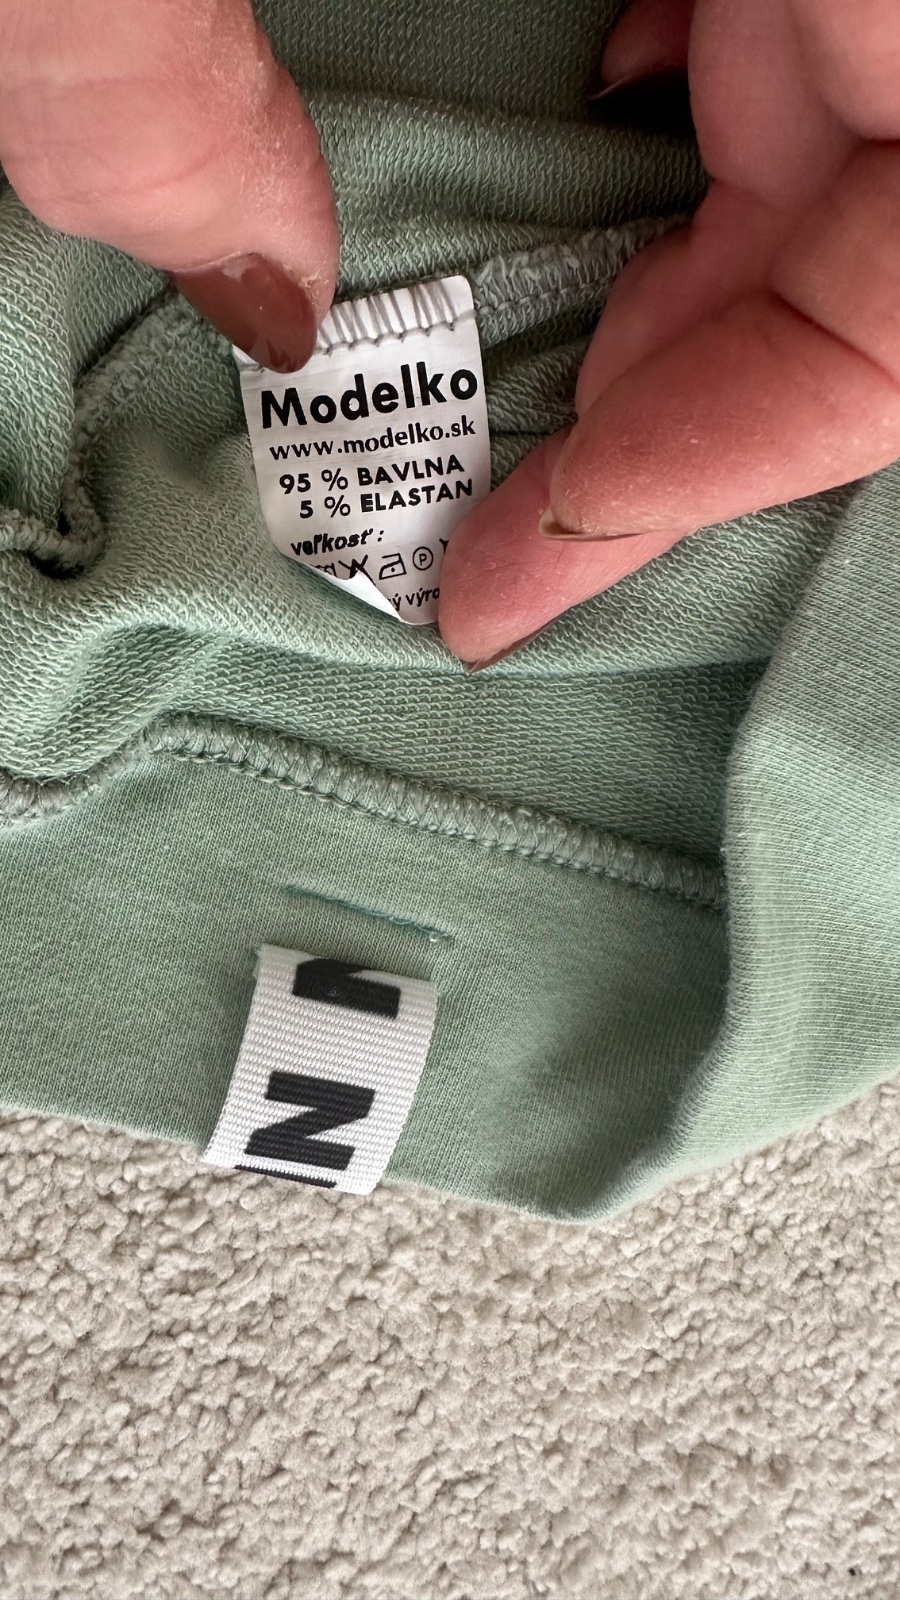 Modelko
www.modelko.sk
95 % BAVLNA
5 % ELASTAN
veľkosť:
P
N